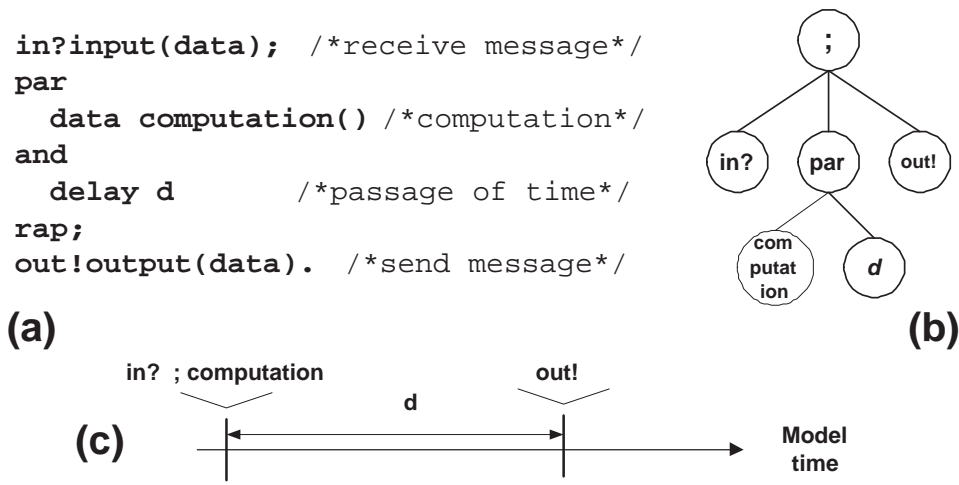 in?input(data); /*receive message*/
par
data computation() /*computation*/
and
delay d /*passage of time*/
rap;
out!output(data). /*send message*/
(a)
;
in?
par
out!
com
putat
ion
d
(b)
in? ; computation
out!
d
(c)
Model
time